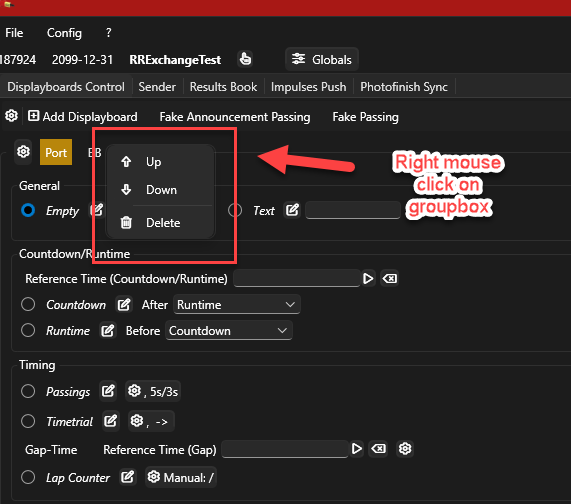 File Config ?
187924 2099-12-31 RRExchangeTest Globals
Displayboards Control Sender Results Book Impulses Push Photofinish Sync
Add Displayboard Fake Announcement Passing Fake Passing
Port BB
Up
Down
Delete
Right mouse
click on
groupbox
General
Empty Text
Countdown/Runtime
Reference Time (Countdown/Runtime)
Countdown After Runtime
Runtime Before Countdown
Timing
Passings , 5s/3s
Timetrial , ->
Gap-Time Reference Time (Gap)
Lap Counter Manual: /